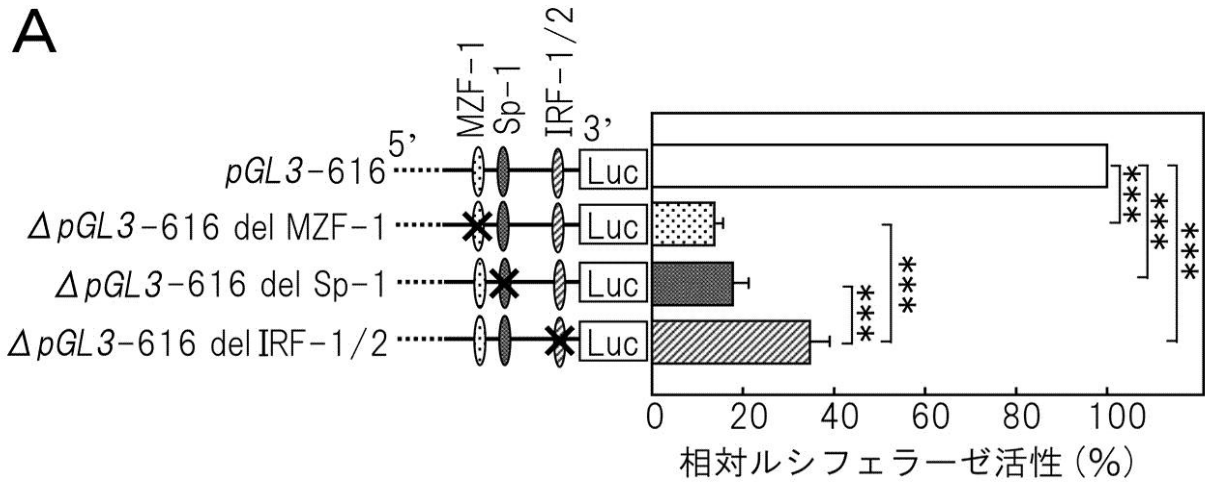 A
MZF-1
Sp-1
IRF-1/2
5’
3’
pGL3-616
Luc
ΔpGL3-616 del MZF-1
Luc
ΔpGL3-616 del Sp-1
Luc
ΔpGL3-616 del IRF-1/2
Luc
***
***
***
***
***
0 20 40 60 80 100
相対ルシフェラーゼ活性(%)